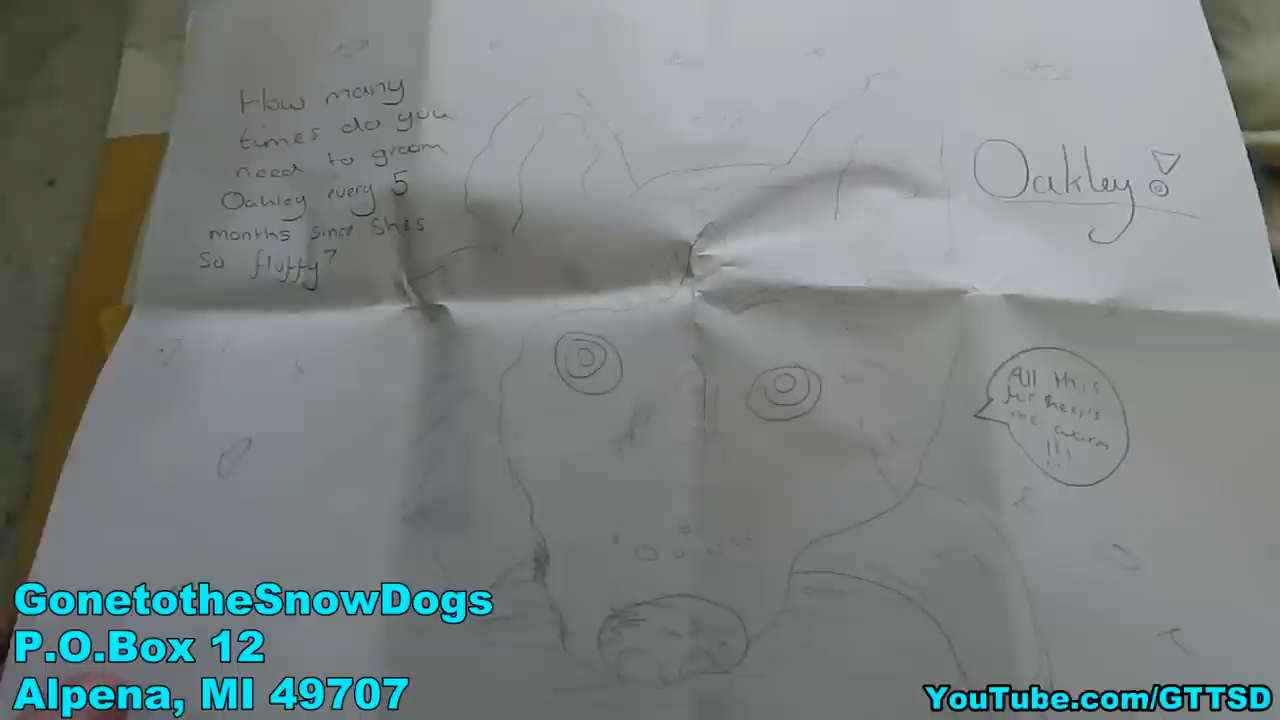 How many
times do you
need to groom
Oakley every 5
months since Shes
So fluffy?
Oakley!
All this
fur keeps
me warm
!!!
GonetotheSnowDogs
P.O.Box 12
Alpena, MI 49707
YouTube.com/GTTSD